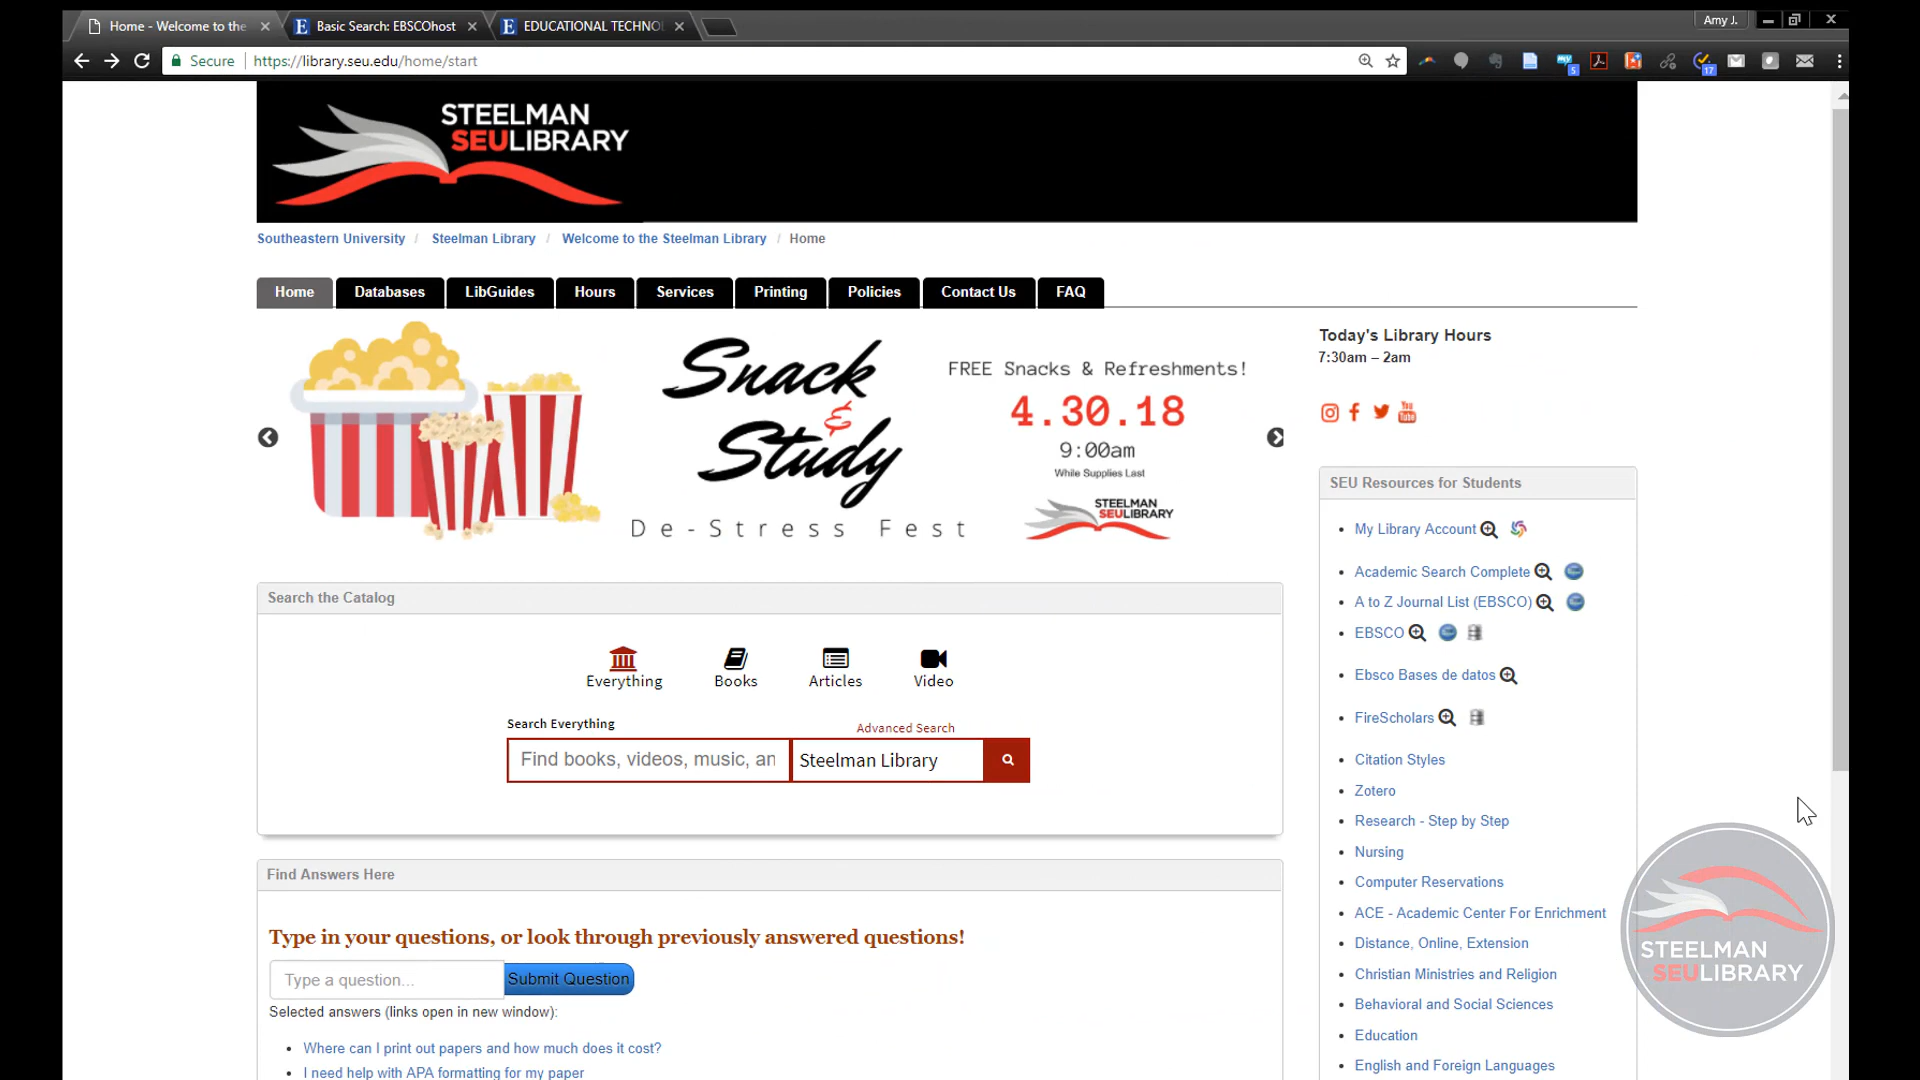 Home - Welcome to the
Basic Search: EBSCOhost
EDUCATIONAL TECHNOL
Amy J.
Secure
https://library.seu.edu/home/start
5
17
STEELMAN
SEULIBRARY
Southeastern University / Steelman Library / Welcome to the Steelman Library / Home
Home
Databases
LibGuides
Hours
Services
Printing
Policies
Contact Us
FAQ
Snack
&
Study
De-Stress Fest
FREE Snacks & Refreshments!
4.30.18
9:00am
While Supplies Last
STEELMAN
SEULIBRARY
Today's Library Hours
7:30am – 2am
You
Tube
Search the Catalog
Everything
Books
Articles
Video
Search Everything
Advanced Search
Find books, videos, music, an
Steelman Library
Find Answers Here
Type in your questions, or look through previously answered questions!
Type a question...
Submit Question
Selected answers (links open in new window):
Where can I print out papers and how much does it cost?
I need help with APA formatting for my paper
SEU Resources for Students
My Library Account
Academic Search Complete
A to Z Journal List (EBSCO)
EBSCO
Ebsco Bases de datos
FireScholars
Citation Styles
Zotero
Research - Step by Step
Nursing
Computer Reservations
ACE - Academic Center For Enrichment
Distance, Online, Extension
Christian Ministries and Religion
Behavioral and Social Sciences
Education
English and Foreign Languages
STEELMAN
SEULIBRARY